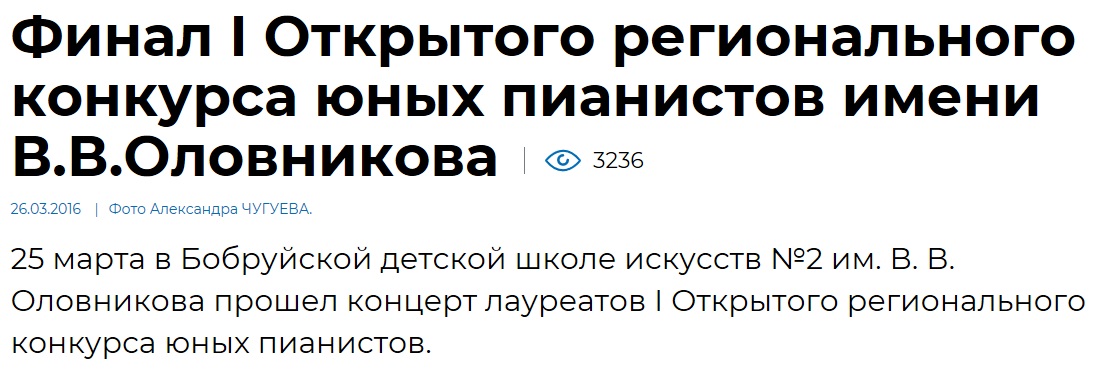 Финал I Открытого регионального
конкурса юных пианистов имени
В.В.Оловникова | 3236
26.03.2016 | Фото Александра ЧУГУЕВА.
25 марта в Бобруйской детской школе искусств №2 им. В. В.
Оловникова прошел концерт лауреатов I Открытого регионального
конкурса юных пианистов.